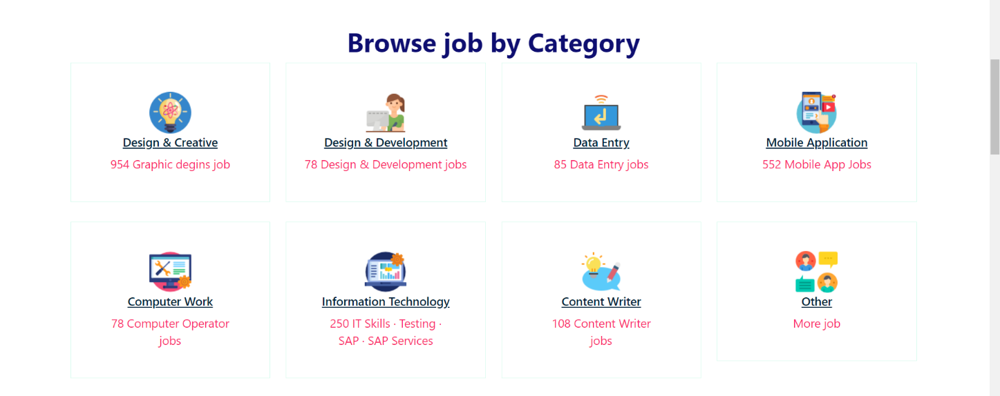 Browse job by Category
Design & Creative
954 Graphic degins job
Design & Development
78 Design & Development jobs
Data Entry
85 Data Entry jobs
Mobile Application
552 Mobile App Jobs
Computer Work
78 Computer Operator
jobs
Information Technology
250 IT Skills · Testing ·
SAP · SAP Services
Content Writer
108 Content Writer
jobs
Other
More job